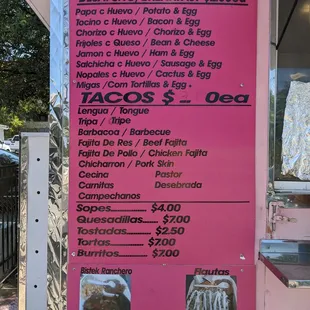 Papa c Huevo / Potato & Egg
Tocino c Huevo / Bacon & Egg
Chorizo c Huevo / Chorizo & Egg
Frijoles c Queso / Bean & Cheese
Jamon c Huevo / Ham & Egg
Salchicha c Huevo / Sausage & Egg
Nopales c Huevo / Cactus & Egg
Migas /Corn Tortillas & Egg
TACOS $2. 0ea
Lengua / Tongue
Tripa / Tripe
Barbacoa / Barbecue
Fajita De Res / Beef Fajita
Fajita De Pollo / Chicken Fajita
Chicharron / Pork Skin
Cecina Pastor
Carnitas Desebrada
Campechanos
Sopes $4.00
Quesadillas $7.00
Tostadas $2.50
Tortas $7.00
Burritos $7.00
Bistek Ranchero Flautas